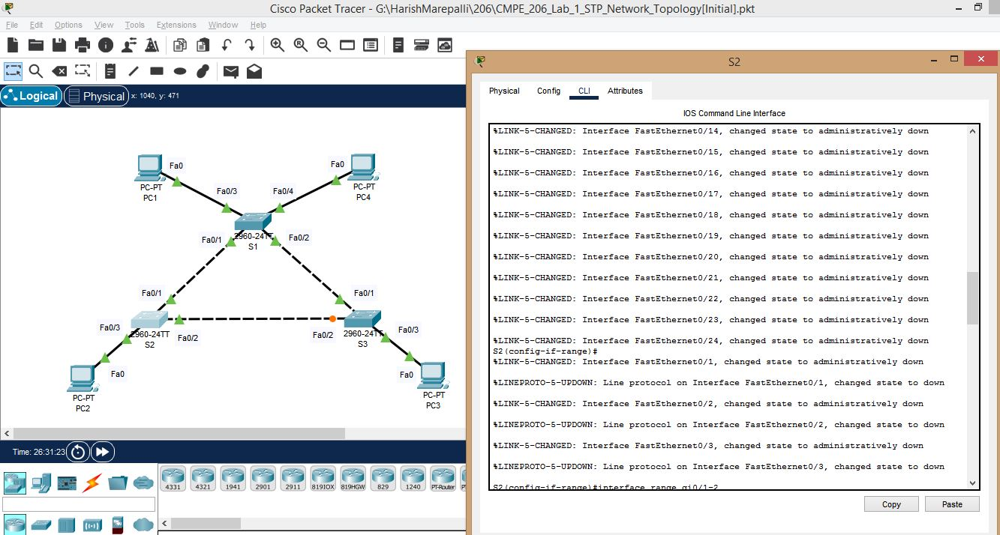 Cisco Packet Tracer - G:\HarishMarepalli\206\CMPE_206_Lab_1_STP_Network_Topology[Initial].pkt
File Edit Options View Tools Extensions Window Help
Logical Physical x: 1040, y: 471
Fa0
PC-PT
PC1
Fa0
PC-PT
PC4
Fa0/3
Fa0/4
2960-24TT
S1
Fa0/1
Fa0/2
Fa0/1
Fa0/1
Fa0/3
2960-24TT
S2
Fa0/2
Fa0/2
2960-24TT
S3
Fa0/3
Fa0
PC-PT
PC2
Fa0
PC-PT
PC3
Time: 26:31:23
4331 4321 1941 2901 2911 819IOX 819HGW 829 1240 PT-Router
S2
Physical Config CLI Attributes
IOS Command Line Interface
%LINK-5-CHANGED: Interface FastEthernet0/14, changed state to administratively down
%LINK-5-CHANGED: Interface FastEthernet0/15, changed state to administratively down
%LINK-5-CHANGED: Interface FastEthernet0/16, changed state to administratively down
%LINK-5-CHANGED: Interface FastEthernet0/17, changed state to administratively down
%LINK-5-CHANGED: Interface FastEthernet0/18, changed state to administratively down
%LINK-5-CHANGED: Interface FastEthernet0/19, changed state to administratively down
%LINK-5-CHANGED: Interface FastEthernet0/20, changed state to administratively down
%LINK-5-CHANGED: Interface FastEthernet0/21, changed state to administratively down
%LINK-5-CHANGED: Interface FastEthernet0/22, changed state to administratively down
%LINK-5-CHANGED: Interface FastEthernet0/23, changed state to administratively down
%LINK-5-CHANGED: Interface FastEthernet0/24, changed state to administratively down
S2(config-if-range)#
%LINK-5-CHANGED: Interface FastEthernet0/1, changed state to administratively down
%LINEPROTO-5-UPDOWN: Line protocol on Interface FastEthernet0/1, changed state to down
%LINK-5-CHANGED: Interface FastEthernet0/2, changed state to administratively down
%LINEPROTO-5-UPDOWN: Line protocol on Interface FastEthernet0/2, changed state to down
%LINK-5-CHANGED: Interface FastEthernet0/3, changed state to administratively down
%LINEPROTO-5-UPDOWN: Line protocol on Interface FastEthernet0/3, changed state to down
S2(config-if-range)#interface range gi0/1-2
Copy Paste